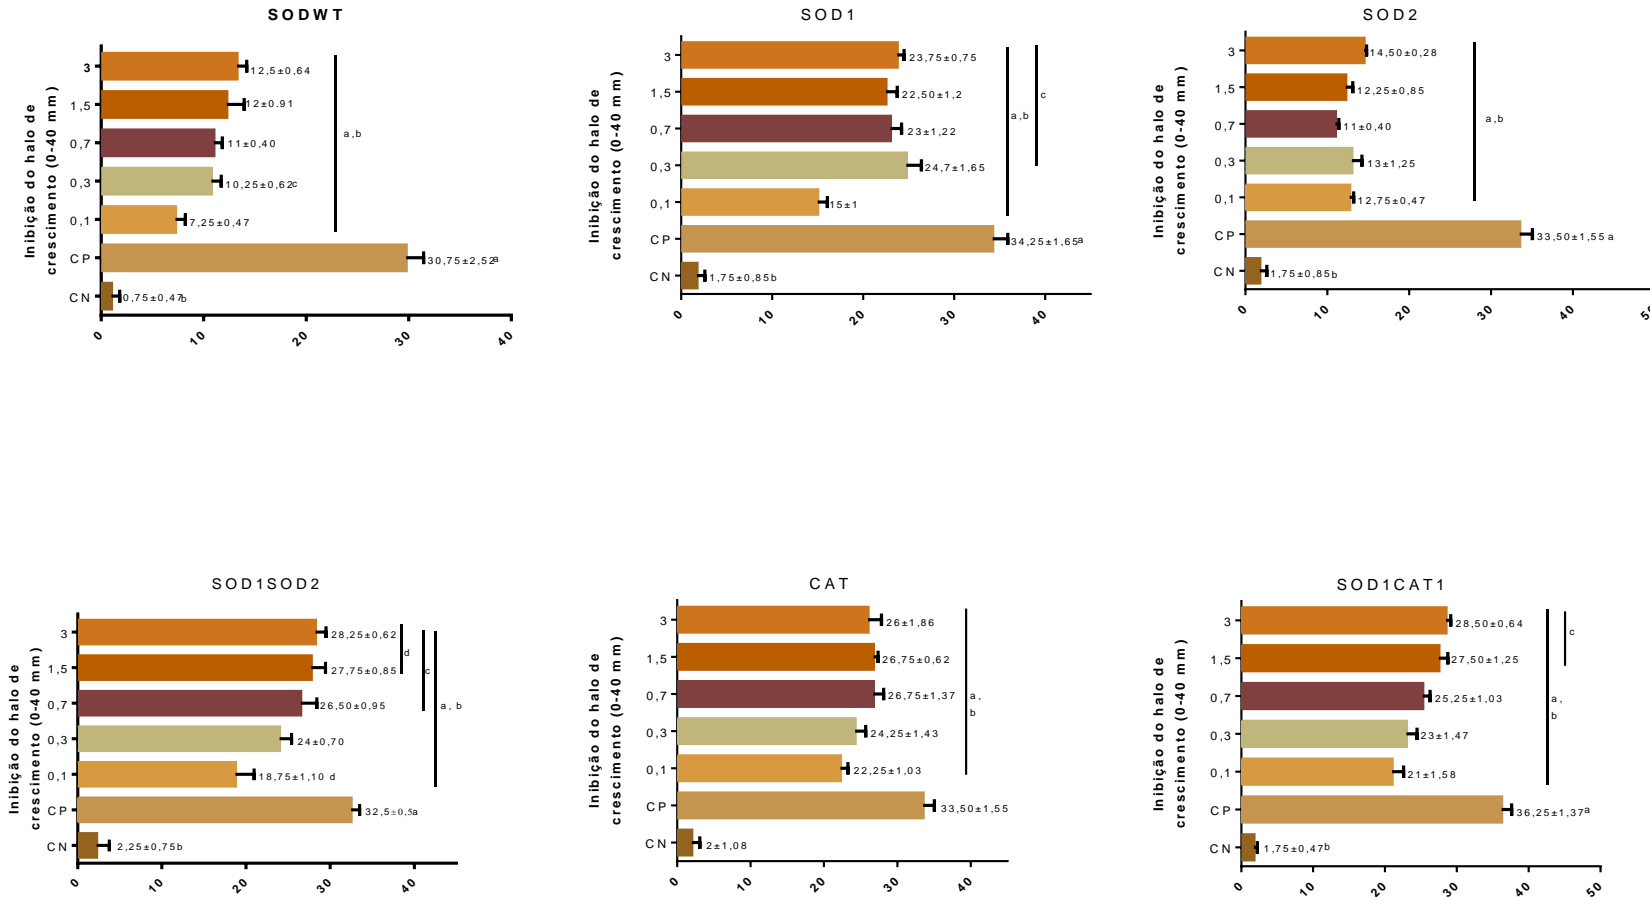 SODWT
Inibição do halo de
crescimento (0-40 mm)
3
12,5±0,64
1,5
12±0.91
0,7
11±0,40
0,3
10,25±0,62c
0,1
7,25±0,47
CP
30,75±2,52a
CN
0,75±0,47b
a,b
0
10
20
30
40
SOD1
Inibição do halo de
crescimento (0-40 mm)
3
23,75±0,75
1,5
22,50±1,2
0,7
23±1,22
0,3
24,7±1,65
0,1
15±1
CP
34,25±1,65a
CN
1,75±0,85b
a,b
c
0
10
20
30
40
SOD2
Inibição do halo de
crescimento (0-40 mm)
3
14,50±0,28
1,5
12,25±0,85
0,7
11±0,40
0,3
13±1,25
0,1
12,75±0,47
CP
33,50±1,55 a
CN
1,75±0,85b
a,b
0
10
20
30
40
50
SOD1SOD2
Inibição do halo de
crescimento (0-40 mm)
3
28,25±0,62
1,5
27,75±0,85
0,7
26,50±0,95
0,3
24±0,70
0,1
18,75±1,10 d
CP
32,5±0,5a
CN
2,25±0,75b
d
c
a, b
0
10
20
30
40
CAT
Inibição do halo de
crescimento (0-40 mm)
3
26±1,86
1,5
26,75±0,62
0,7
26,75±1,37
0,3
24,25±1,43
0,1
22,25±1,03
CP
33,50±1,55
CN
2±1,08
a,
b
0
10
20
30
40
SOD1CAT1
Inibição do halo de
crescimento (0-40 mm)
3
28,50±0,64
1,5
27,50±1,25
0,7
25,25±1,03
0,3
23±1,47
0,1
21±1,58
CP
36,25±1,37a
CN
1,75±0,47b
a,
b
c
0
10
20
30
40
50